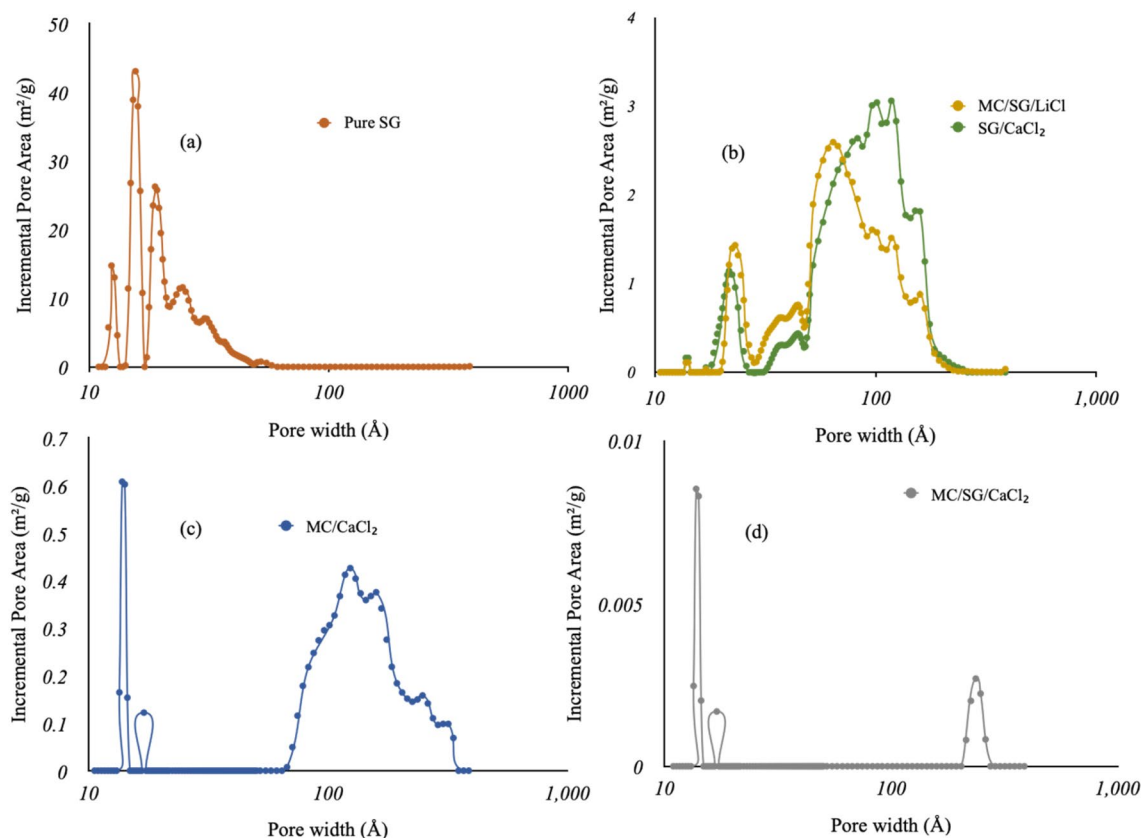 Incremental Pore Area (m²/g)
50
40
30
20
10
0
(a)
Pure SG
10
100
1000
Pore width (Å)
Incremental Pore Area (m²/g)
4
3
2
1
0
(b)
MC/SG/LiCl
SG/CaCl₂
10
100
1,000
Pore width (Å)
Incremental Pore Area (m²/g)
0.7
0.6
0.5
0.4
0.3
0.2
0.1
0
(c)
MC/CaCl₂
10
100
1,000
Pore width (Å)
Incremental Pore Area (m²/g)
0.01
0.005
0
(d)
MC/SG/CaCl₂
10
100
1,000
Pore width (Å)